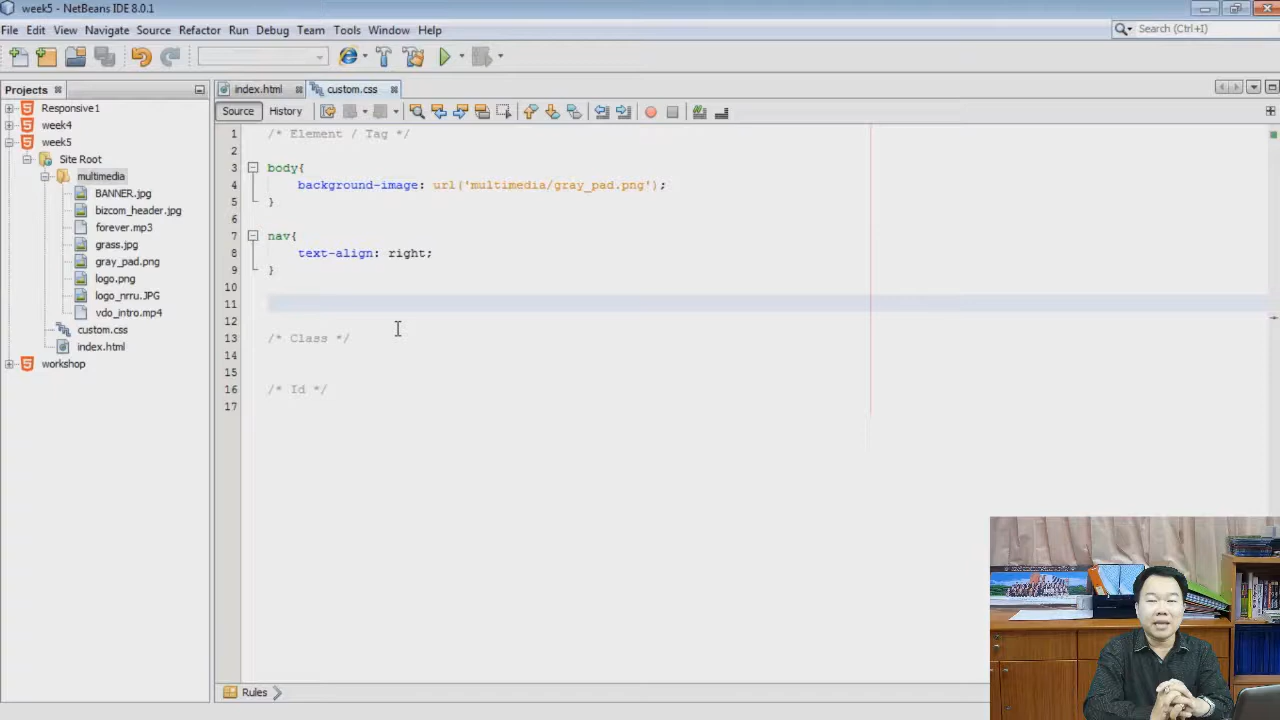 week5 - NetBeans IDE 8.0.1
File Edit View Navigate Source Refactor Run Debug Team Tools Window Help
Search (Ctrl+I)
Projects
index.html
custom.css
Source
History
Responsive1
week4
week5
Site Root
multimedia
BANNER.jpg
bizcom_header.jpg
forever.mp3
grass.jpg
gray_pad.png
logo.png
logo_nrru.JPG
vdo_intro.mp4
custom.css
index.html
workshop
1 /* Element / Tag */
2
3 body{
4 background-image: url('multimedia/gray_pad.png');
5 }
6
7 nav{
8 text-align: right;
9 }
10
11
12
13 /* Class */
14
15
16 /* Id */
17
Rules